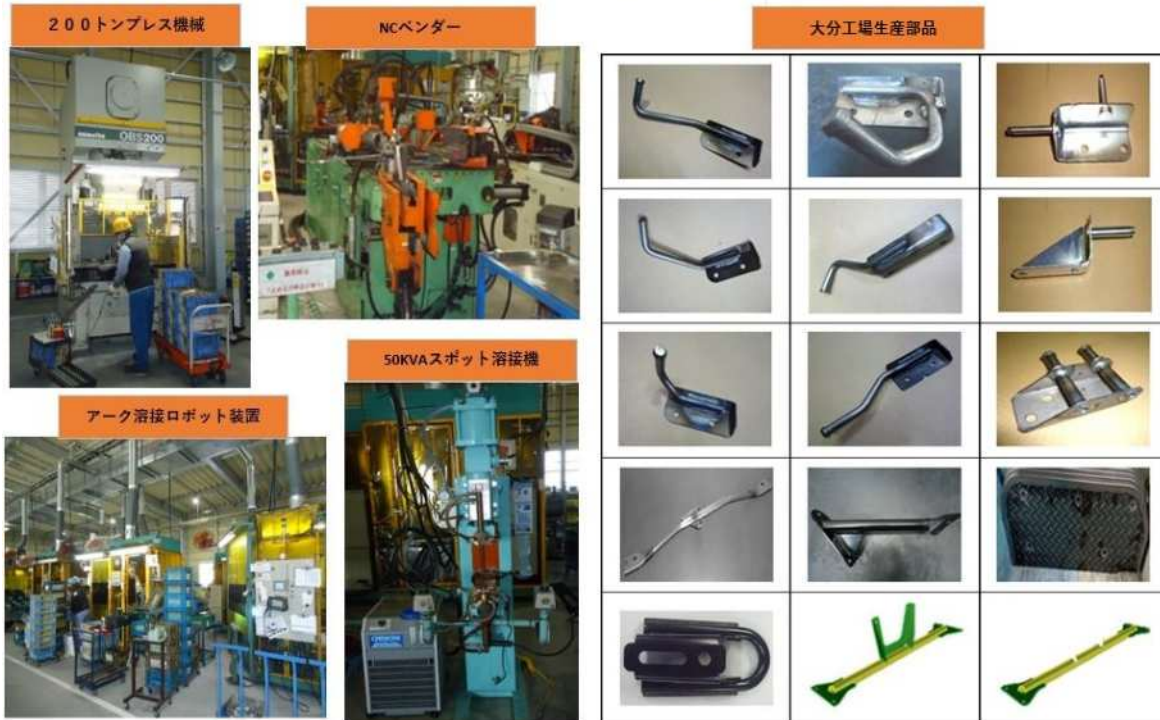 ２００トンプレス機械
NCベンダー
大分工場生産部品
OBS200
50KVAスポット溶接機
アーク溶接ロボット装置
ORION